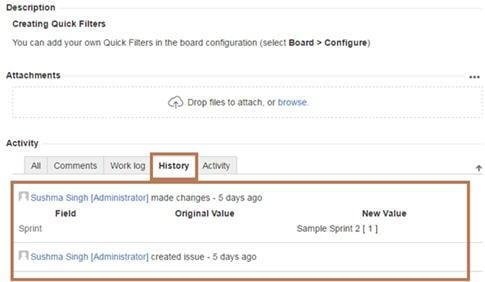 Description
Creating Quick Filters
You can add your own Quick Filters in the board configuration (select Board > Configure)
Attachments
Drop files to attach, or browse.
Activity
All Comments Work log History Activity
Sushma Singh [Administrator] made changes - 5 days ago
Field Original Value New Value
Sprint Sample Sprint 2 [ 1 ]
Sushma Singh [Administrator] created issue - 5 days ago